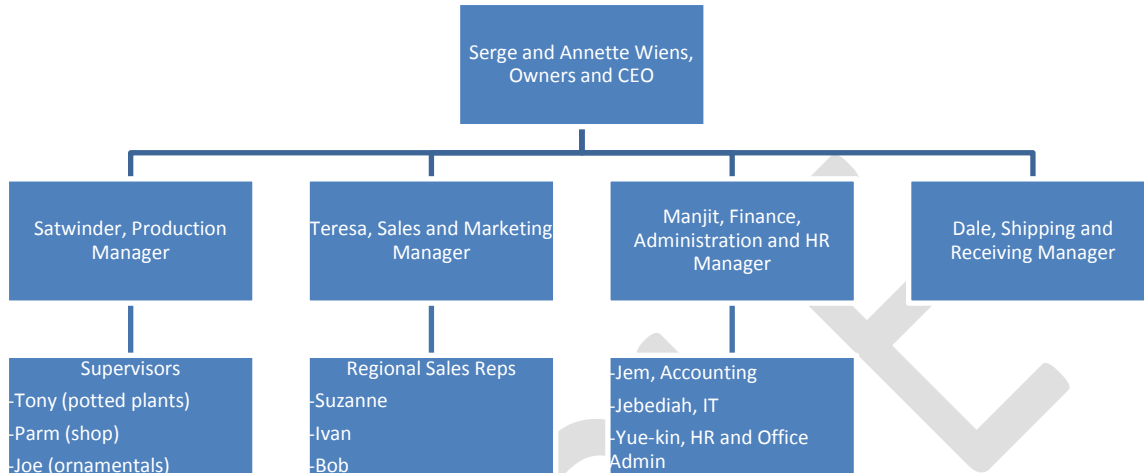 Serge and Annette Wiens,
Owners and CEO
Satwinder, Production
Manager
Teresa, Sales and Marketing
Manager
Manjit, Finance,
Administration and HR
Manager
Dale, Shipping and
Receiving Manager
Supervisors
-Tony (potted plants)
-Parm (shop)
-Joe (ornamentals)
Regional Sales Reps
-Suzanne
-Ivan
-Bob
-Jem, Accounting
-Jebediah, IT
-Yue-kin, HR and Office
Admin